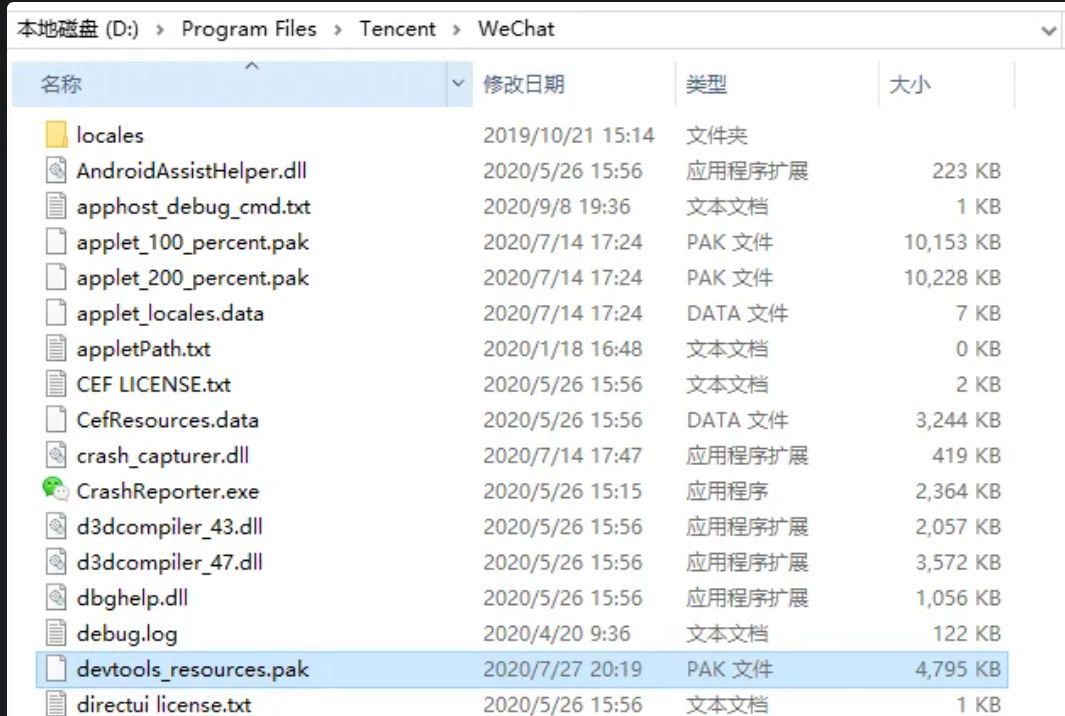 本地磁盘 (D:) › Program Files › Tencent › WeChat
名称 修改日期 类型 大小
locales 2019/10/21 15:14 文件夹
AndroidAssistHelper.dll 2020/5/26 15:56 应用程序扩展 223 KB
apphost_debug_cmd.txt 2020/9/8 19:36 文本文档 1 KB
applet_100_percent.pak 2020/7/14 17:24 PAK 文件 10,153 KB
applet_200_percent.pak 2020/7/14 17:24 PAK 文件 10,228 KB
applet_locales.data 2020/7/14 17:24 DATA 文件 7 KB
appletPath.txt 2020/1/18 16:48 文本文档 0 KB
CEF LICENSE.txt 2020/5/26 15:56 文本文档 2 KB
CefResources.data 2020/5/26 15:56 DATA 文件 3,244 KB
crash_capturer.dll 2020/7/14 17:47 应用程序扩展 419 KB
CrashReporter.exe 2020/5/26 15:15 应用程序 2,364 KB
d3dcompiler_43.dll 2020/5/26 15:56 应用程序扩展 2,057 KB
d3dcompiler_47.dll 2020/5/26 15:56 应用程序扩展 3,572 KB
dbghelp.dll 2020/5/26 15:56 应用程序扩展 1,056 KB
debug.log 2020/4/20 9:36 文本文档 122 KB
devtools_resources.pak 2020/7/27 20:19 PAK 文件 4,795 KB
directui license.txt 2020/5/26 15:56 文本文档 1 KB